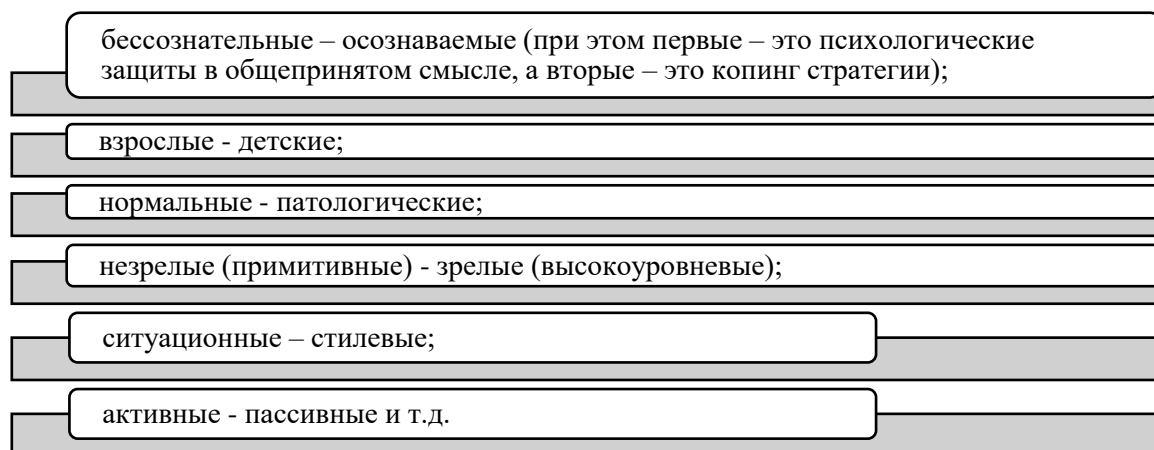 бессознательные – осознаваемые (при этом первые – это психологические
защиты в общепринятом смысле, а вторые – это копинг стратегии);
взрослые - детские;
нормальные - патологические;
незрелые (примитивные) - зрелые (высокоуровневые);
ситуационные – стилевые;
активные - пассивные и т.д.